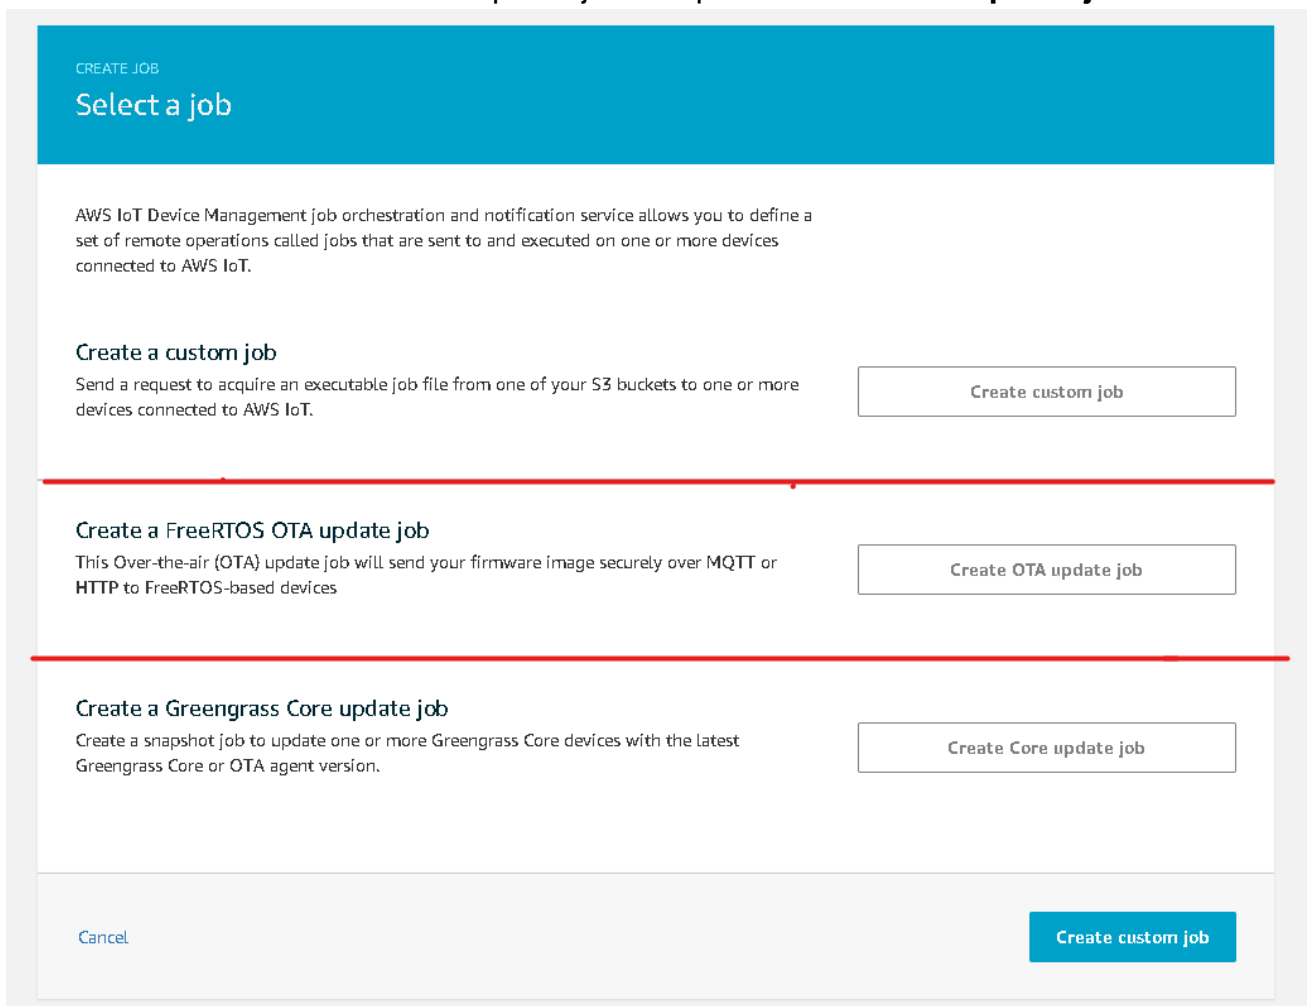 CREATE JOB
Select a job
AWS IoT Device Management job orchestration and notification service allows you to define a
set of remote operations called jobs that are sent to and executed on one or more devices
connected to AWS IoT.
Create a custom job
Send a request to acquire an executable job file from one of your S3 buckets to one or more
devices connected to AWS IoT.
Create custom job
Create a FreeRTOS OTA update job
This Over-the-air (OTA) update job will send your firmware image securely over MQTT or
HTTP to FreeRTOS-based devices
Create OTA update job
Create a Greengrass Core update job
Create a snapshot job to update one or more Greengrass Core devices with the latest
Greengrass Core or OTA agent version.
Create Core update job
Cancel
Create custom job